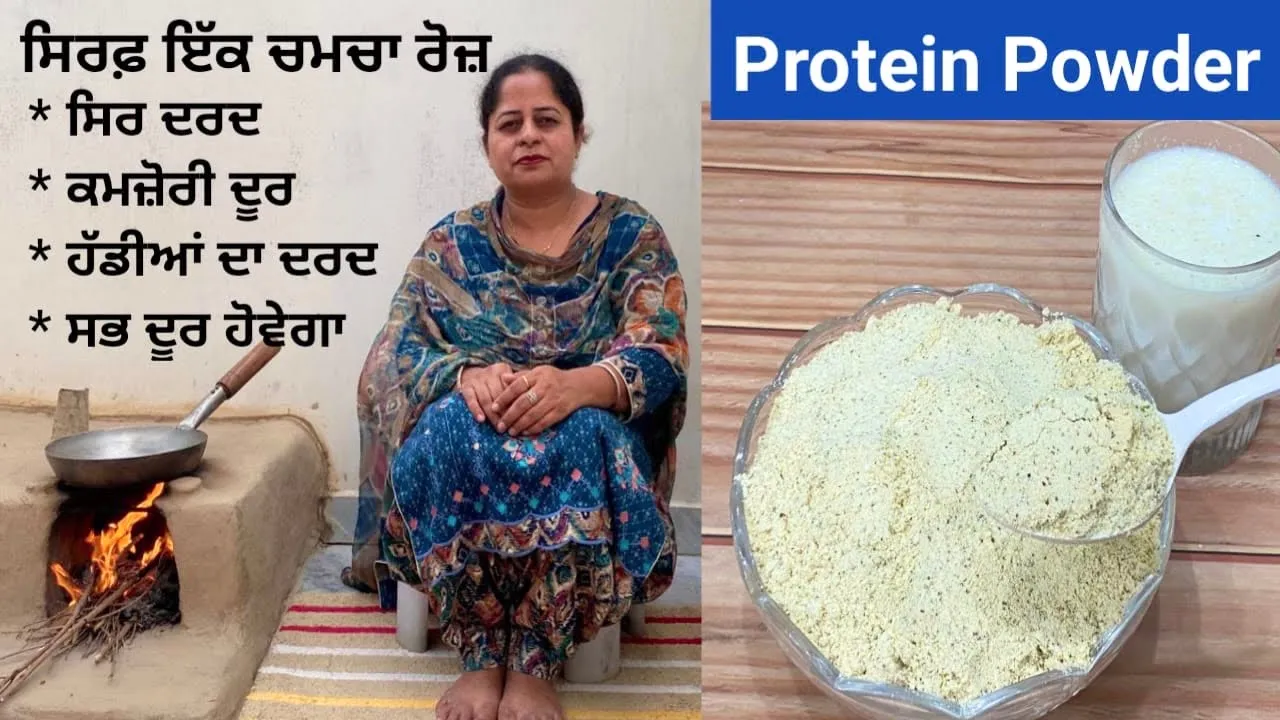 ਸਿਰਫ਼ ਇੱਕ ਚਮਚਾ ਰੋਜ਼
* ਸਿਰ ਦਰਦ
* ਕਮਜ਼ੋਰੀ ਦੂਰ
* ਹੱਡੀਆਂ ਦਾ ਦਰਦ
* ਸਭ ਦੂਰ ਹੋਵੇਗਾ
Protein Powder